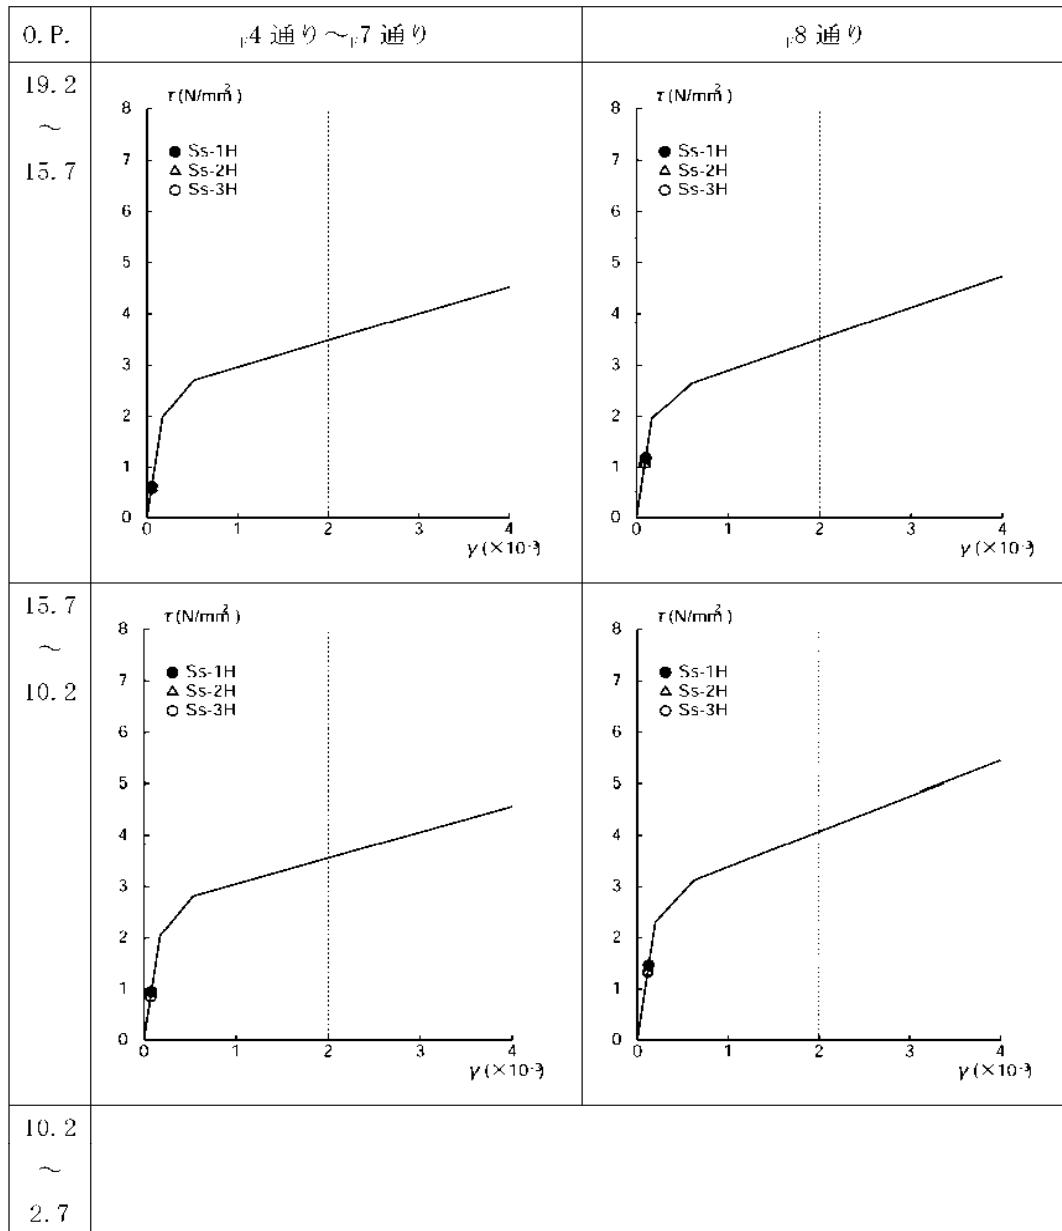 O.P.
F4 通り～F7 通り
F8 通り
19.2
～
15.7
τ(N/mm²)
8
7
6
5
4
3
2
1
0
● Ss-1H
△ Ss-2H
○ Ss-3H
0 1 2 3 4
γ(×10⁻³)
τ(N/mm²)
8
7
6
5
4
3
2
1
0
● Ss-1H
△ Ss-2H
○ Ss-3H
0 1 2 3 4
γ(×10⁻³)
15.7
～
10.2
τ(N/mm²)
8
7
6
5
4
3
2
1
0
● Ss-1H
△ Ss-2H
○ Ss-3H
0 1 2 3 4
γ(×10⁻³)
τ(N/mm²)
8
7
6
5
4
3
2
1
0
● Ss-1H
△ Ss-2H
○ Ss-3H
0 1 2 3 4
γ(×10⁻³)
10.2
～
2.7